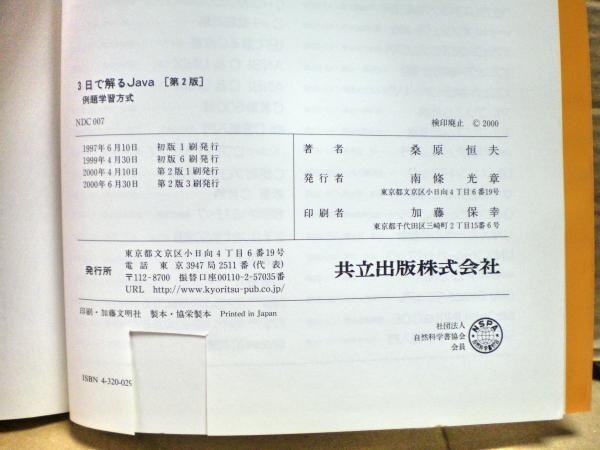 3日で解るJava [第2版]
例題学習方式
NDC 007
検印廃止 © 2000
1997年6月10日 初版1刷発行
1999年4月30日 初版6刷発行
2000年4月10日 第2版1刷発行
2000年6月30日 第2版3刷発行
著者 桑原恒夫
発行者 南條光章
東京都文京区小日向4丁目6番19号
印刷者 加藤保幸
東京都千代田区三崎町2丁目15番6号
発行所
東京都文京区小日向4丁目6番19号
電話 東京3947局2511番(代表)
〒112-8700 振替口座00110-2-57035番
URL http://www.kyoritsu-pub.co.jp/
共立出版株式会社
印刷・加藤文明社 製本・協栄製本 Printed in Japan
社団法人
自然科学書協会
会員
NSPA
ISBN 4-320-029